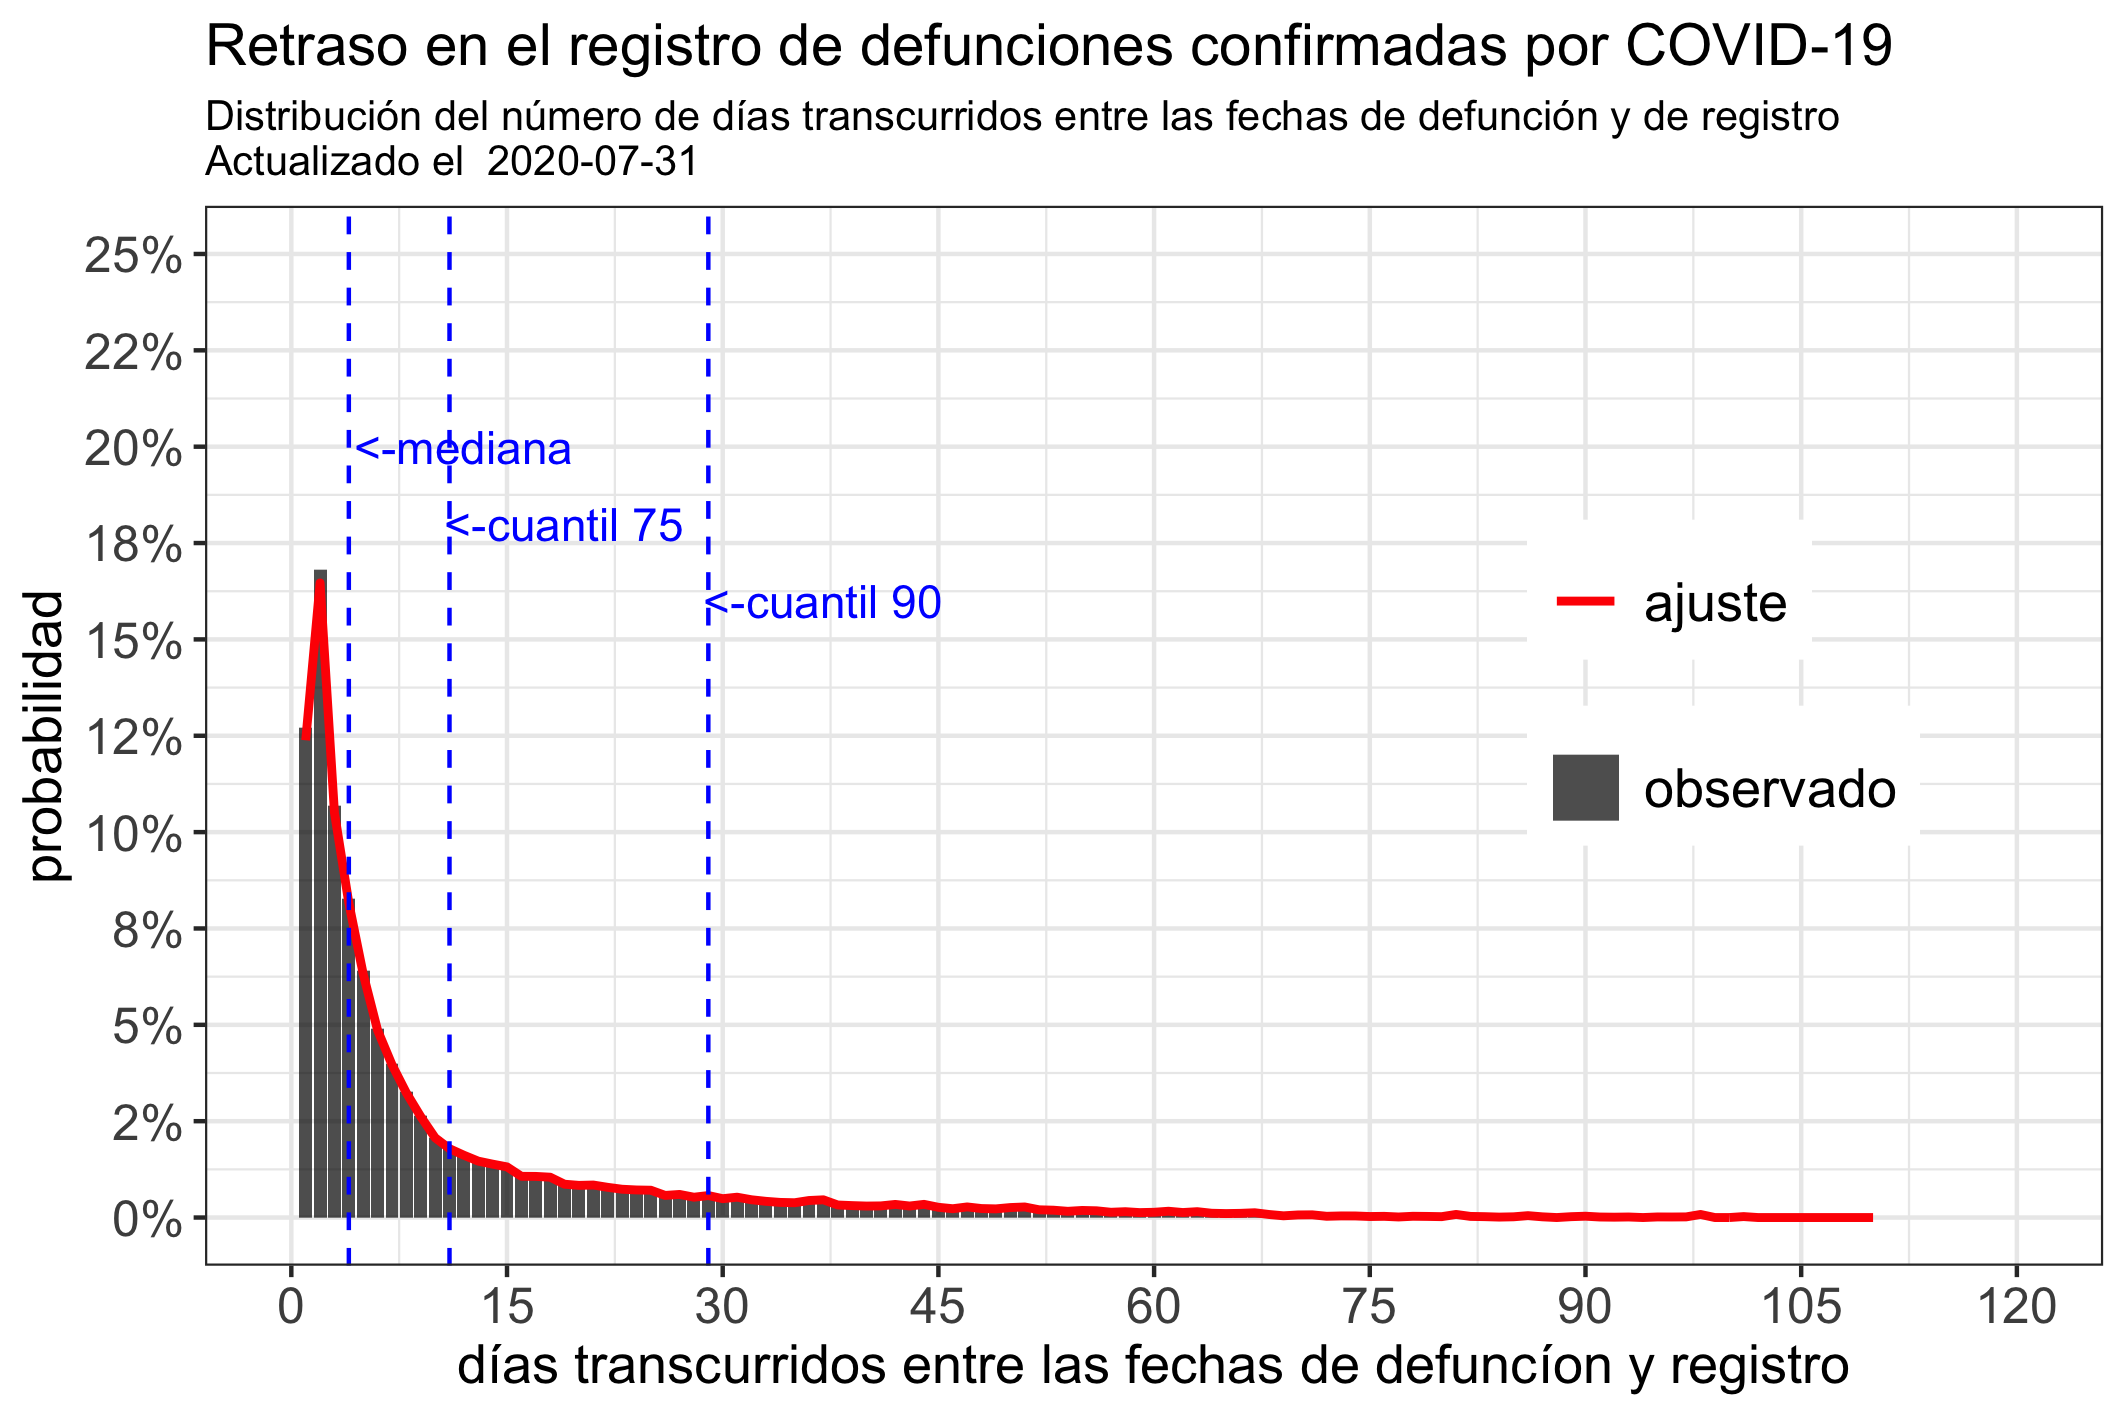 Retraso en el registro de defunciones confirmadas por COVID-19
Distribución del número de días transcurridos entre las fechas de defunción y de registro
Actualizado el  2020-07-31
25%
22%
20%
18%
15%
12%
10%
8%
5%
2%
0%
probabilidad
<-mediana
<-cuantil 75
<-cuantil 90
ajuste
observado
0 15 30 45 60 75 90 105 120
días transcurridos entre las fechas de defuncíon y registro